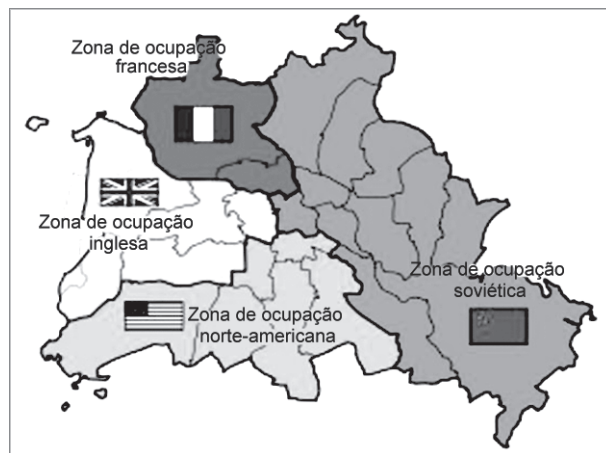 Zona de ocupação
francesa
Zona de ocupação
inglesa
Zona de ocupação
soviética
Zona de ocupação
norte-americana